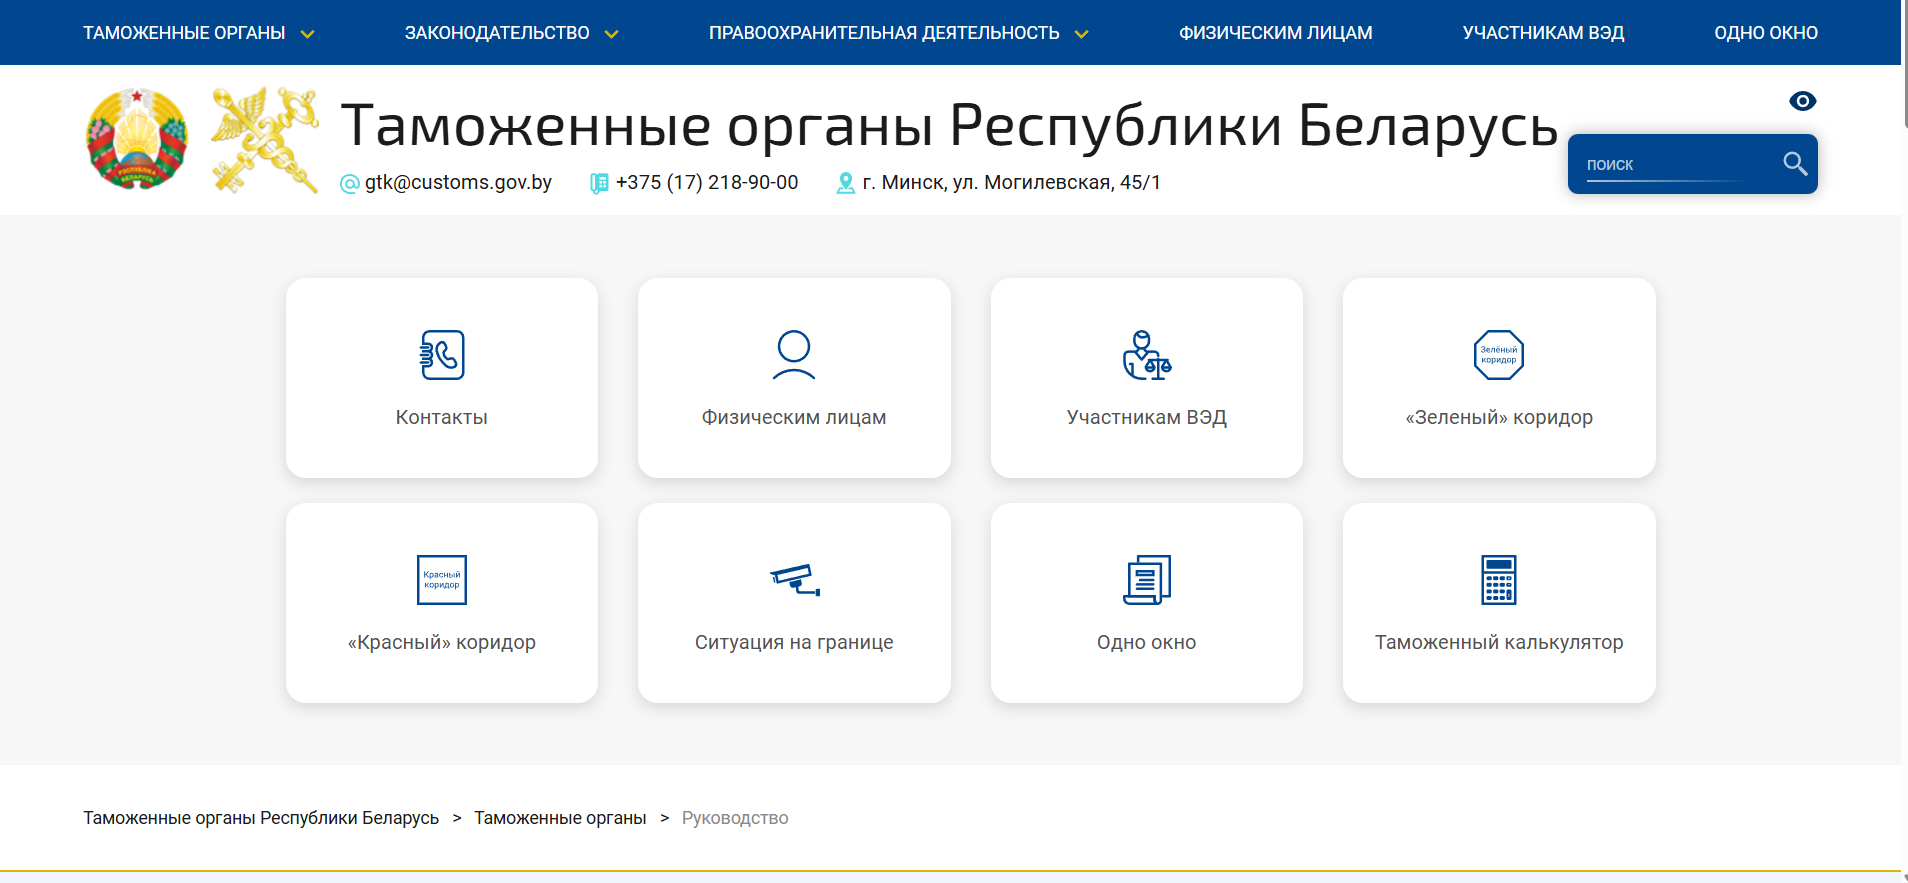 ТАМОЖЕННЫЕ ОРГАНЫ ЗАКОНОДАТЕЛЬСТВО ПРАВООХРАНИТЕЛЬНАЯ ДЕЯТЕЛЬНОСТЬ ФИЗИЧЕСКИМ ЛИЦАМ УЧАСТНИКАМ ВЭД ОДНО ОКНО
Таможенные органы Республики Беларусь
gtk@customs.gov.by +375 (17) 218-90-00 г. Минск, ул. Могилевская, 45/1
поиск
Зелёный
коридор
Контакты Физическим лицам Участникам ВЭД «Зеленый» коридор
Красный
коридор
«Красный» коридор Ситуация на границе Одно окно Таможенный калькулятор
Таможенные органы Республики Беларусь > Таможенные органы > Руководство